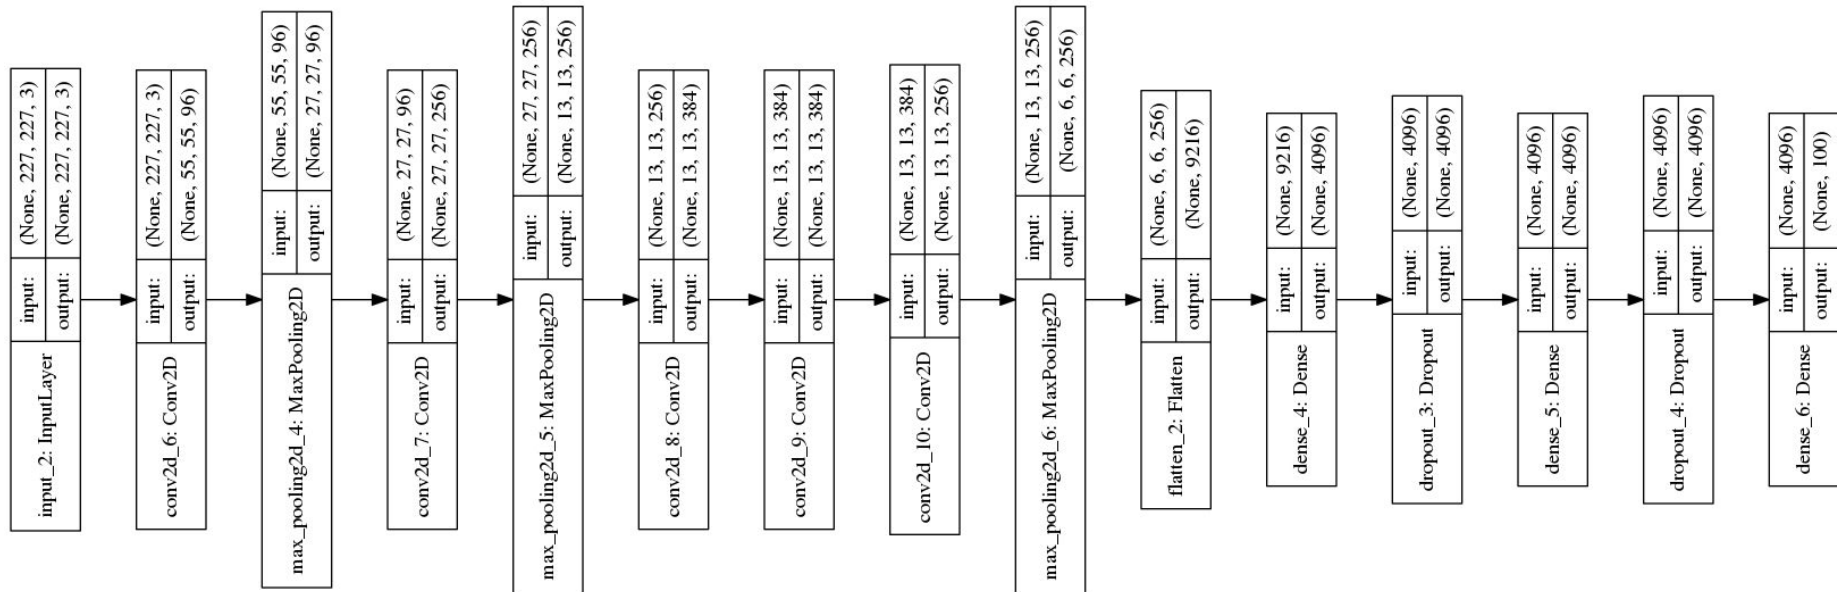 input_2: InputLayer
input: (None, 227, 227, 3)
output: (None, 227, 227, 3)
conv2d_6: Conv2D
input: (None, 227, 227, 3)
output: (None, 55, 55, 96)
max_pooling2d_4: MaxPooling2D
input: (None, 55, 55, 96)
output: (None, 27, 27, 96)
conv2d_7: Conv2D
input: (None, 27, 27, 96)
output: (None, 27, 27, 256)
max_pooling2d_5: MaxPooling2D
input: (None, 27, 27, 256)
output: (None, 13, 13, 256)
conv2d_8: Conv2D
input: (None, 13, 13, 256)
output: (None, 13, 13, 384)
conv2d_9: Conv2D
input: (None, 13, 13, 384)
output: (None, 13, 13, 384)
conv2d_10: Conv2D
input: (None, 13, 13, 384)
output: (None, 13, 13, 256)
max_pooling2d_6: MaxPooling2D
input: (None, 13, 13, 256)
output: (None, 6, 6, 256)
flatten_2: Flatten
input: (None, 6, 6, 256)
output: (None, 9216)
dense_4: Dense
input: (None, 9216)
output: (None, 4096)
dropout_3: Dropout
input: (None, 4096)
output: (None, 4096)
dense_5: Dense
input: (None, 4096)
output: (None, 4096)
dropout_4: Dropout
input: (None, 4096)
output: (None, 4096)
dense_6: Dense
input: (None, 4096)
output: (None, 100)